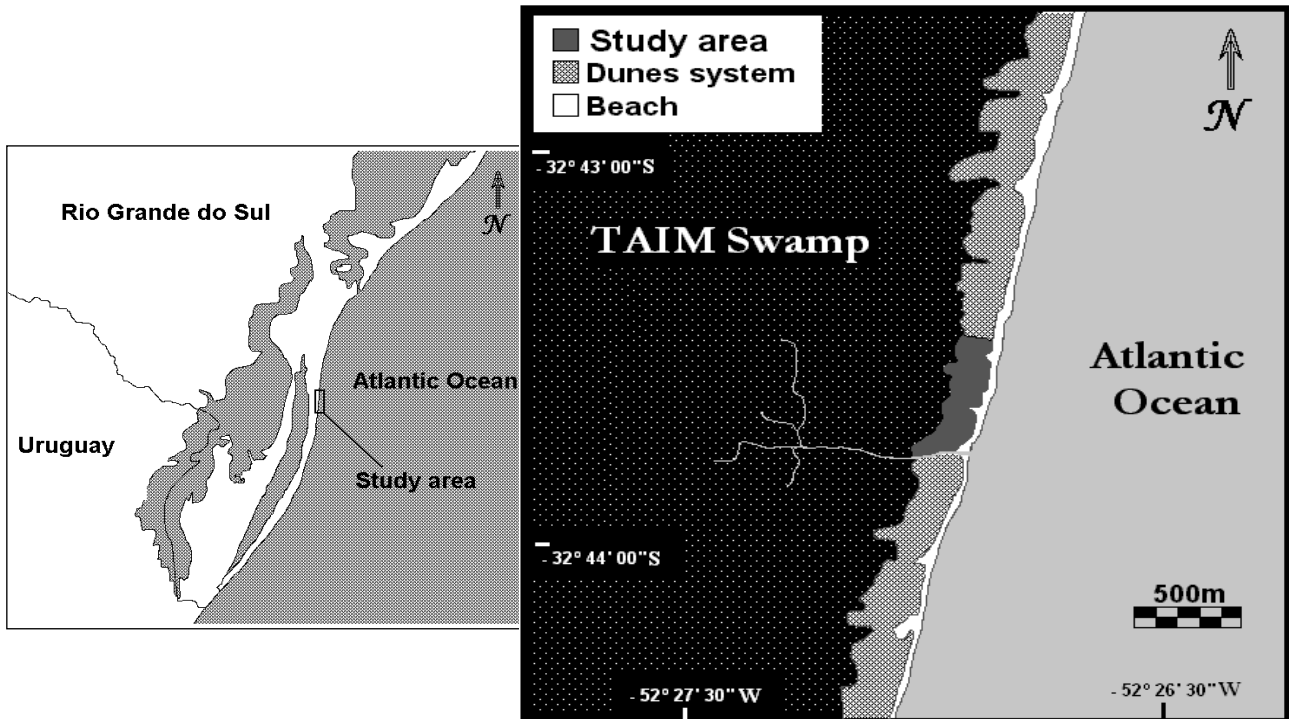 Rio Grande do Sul
N
Atlantic Ocean
Uruguay
Study area
Study area
Dunes system
Beach
N
- 32° 43' 00" S
TAIM Swamp
Atlantic
Ocean
- 32° 44' 00" S
500m
- 52° 27' 30" W
- 52° 26' 30" W